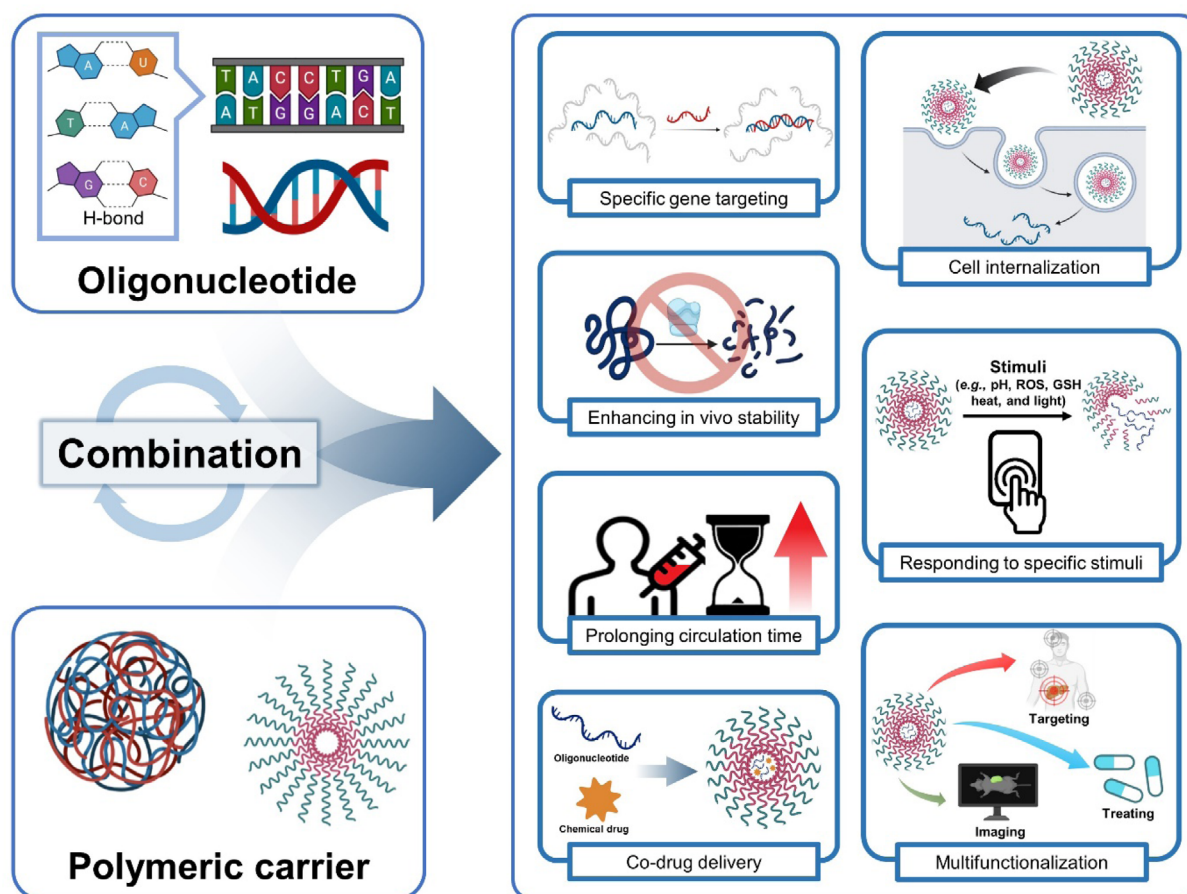 A U
T A
G C
H-bond
T A C C T G A
A T G G A C T
Oligonucleotide
Combination
Polymeric carrier
Specific gene targeting
Cell internalization
Enhancing in vivo stability
Stimuli
(e.g., pH, ROS, GSH
heat, and light)
Responding to specific stimuli
Prolonging circulation time
Oligonucleotide
Chemical drug
Co-drug delivery
Targeting
Treating
Imaging
Multifunctionalization